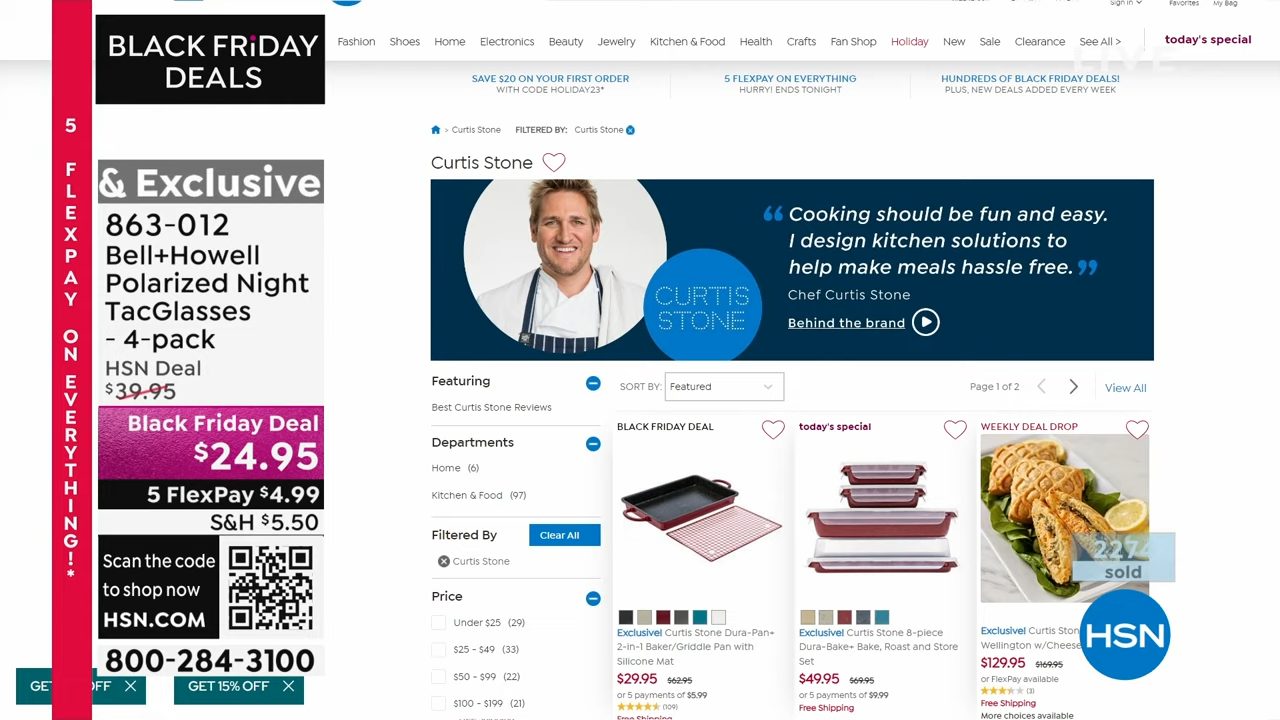 Sign in
Favorites
My Bag
BLACK FRiDAY
DEALS
Fashion Shoes Home Electronics Beauty Jewelry Kitchen & Food Health Crafts Fan Shop Holiday New Sale Clearance See All >
today's special
LIVE
SAVE $20 ON YOUR FIRST ORDER
WITH CODE HOLIDAY23*
5 FLEXPAY ON EVERYTHING
HURRY! ENDS TONIGHT
HUNDREDS OF BLACK FRIDAY DEALS!
PLUS, NEW DEALS ADDED EVERY WEEK
5 FLEXPAY ON EVERYTHING!*
& Exclusive
863-012
Bell+Howell
Polarized Night
TacGlasses
- 4-pack
HSN Deal
$39.95
Black Friday Deal
$24.95
5 FlexPay $4.99
S&H $5.50
Scan the code
to shop now
HSN.COM
800-284-3100
GET
OFF ×
GET 15% OFF ×
> Curtis Stone FILTERED BY: Curtis Stone
Curtis Stone
CURTIS
STONE
“Cooking should be fun and easy.
I design kitchen solutions to
help make meals hassle free.”
Chef Curtis Stone
Behind the brand
Featuring
Best Curtis Stone Reviews
Departments
Home (6)
Kitchen & Food (97)
Filtered By Clear All
Curtis Stone
Price
Under $25 (29)
$25 - $49 (33)
$50 - $99 (22)
$100 - $199 (21)
SORT BY: Featured
Page 1 of 2
View All
BLACK FRIDAY DEAL
Exclusive! Curtis Stone Dura-Pan+
2-in-1 Baker/Griddle Pan with
Silicone Mat
$29.95 $62.95
or 5 payments of $5.99
(109)
Free Shipping
today's special
Exclusive! Curtis Stone 8-piece
Dura-Bake+ Bake, Roast and Store
Set
$49.95 $69.95
or 5 payments of $9.99
Free Shipping
WEEKLY DEAL DROP
Exclusive! Curtis Ston
Wellington w/Cheese
$129.95 $169.95
or FlexPay available
(3)
Free Shipping
More choices available
sold
HSN